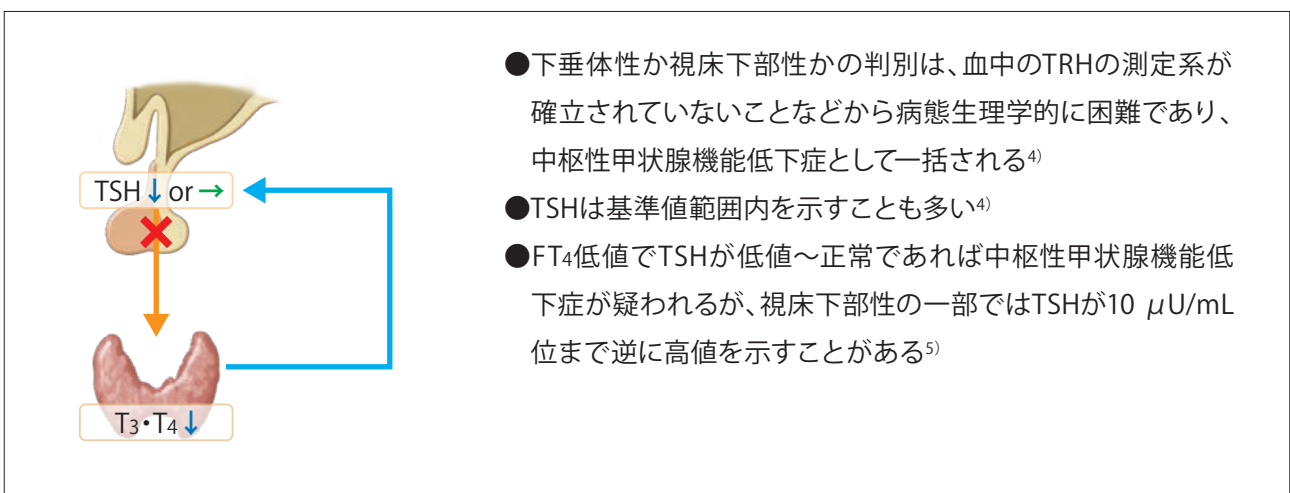 TSH↓or→
T3・T4↓
●下垂体性か視床下部性かの判別は、血中のTRHの測定系が
確立されていないことなどから病態生理学的に困難であり、
中枢性甲状腺機能低下症として一括される4)
●TSHは基準値範囲内を示すことも多い4)
●FT4低値でTSHが低値〜正常であれば中枢性甲状腺機能低
下症が疑われるが、視床下部性の一部ではTSHが10 μU/mL
位まで逆に高値を示すことがある5)